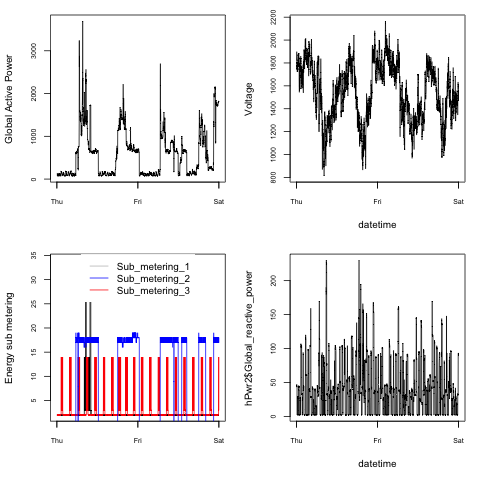 Global Active Power
3000
2000
1000
0
Thu
Fri
Sat
Voltage
2200
2000
1800
1600
1400
1200
1000
800
Thu
Fri
Sat
datetime
Energy sub metering
35
30
25
20
15
10
5
Sub_metering_1
Sub_metering_2
Sub_metering_3
Thu
Fri
Sat
hPwr2$Global_reactive_power
200
150
100
50
0
Thu
Fri
Sat
datetime